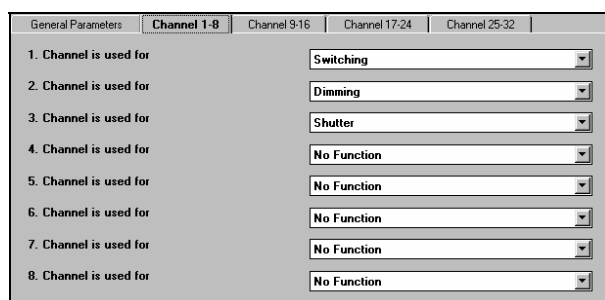 General Parameters Channel 1-8 Channel 9-16 Channel 17-24 Channel 25-32
1. Channel is used for Switching
2. Channel is used for Dimming
3. Channel is used for Shutter
4. Channel is used for No Function
5. Channel is used for No Function
6. Channel is used for No Function
7. Channel is used for No Function
8. Channel is used for No Function